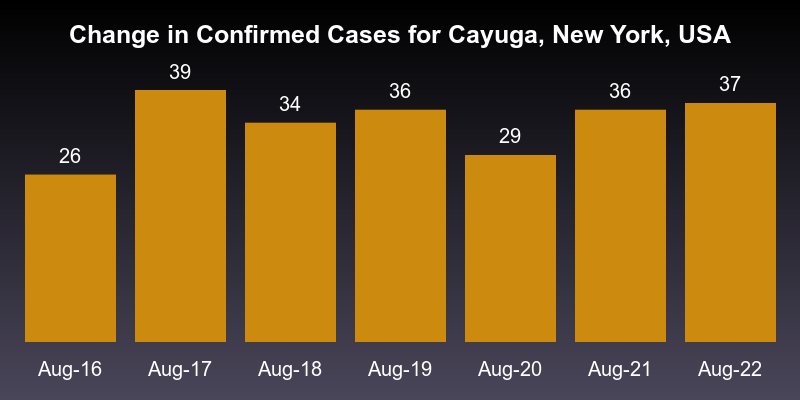 Change in Confirmed Cases for Cayuga, New York, USA
26 39 34 36 29 36 37
Aug-16 Aug-17 Aug-18 Aug-19 Aug-20 Aug-21 Aug-22